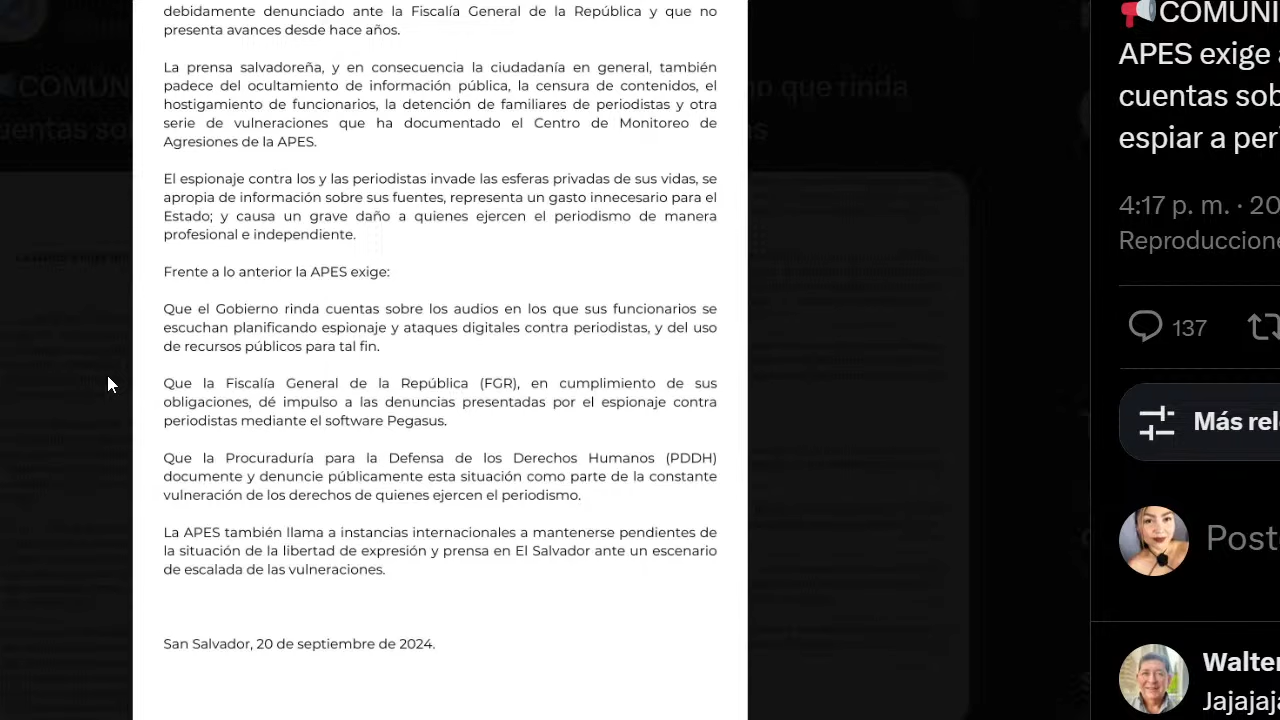 debidamente denunciado ante la Fiscalía General de la República y que no
presenta avances desde hace años.
La prensa salvadoreña, y en consecuencia la ciudadanía en general, también
padece del ocultamiento de información pública, la censura de contenidos, el
hostigamiento de funcionarios, la detención de familiares de periodistas y otra
serie de vulneraciones que ha documentado el Centro de Monitoreo de
Agresiones de la APES.
El espionaje contra los y las periodistas invade las esferas privadas de sus vidas, se
apropia de información sobre sus fuentes, representa un gasto innecesario para el
Estado; y causa un grave daño a quienes ejercen el periodismo de manera
profesional e independiente.
Frente a lo anterior la APES exige:
Que el Gobierno rinda cuentas sobre los audios en los que sus funcionarios se
escuchan planificando espionaje y ataques digitales contra periodistas, y del uso
de recursos públicos para tal fin.
Que la Fiscalía General de la República (FGR), en cumplimiento de sus
obligaciones, dé impulso a las denuncias presentadas por el espionaje contra
periodistas mediante el software Pegasus.
Que la Procuraduría para la Defensa de los Derechos Humanos (PDDH)
documente y denuncie públicamente esta situación como parte de la constante
vulneración de los derechos de quienes ejercen el periodismo.
La APES también llama a instancias internacionales a mantenerse pendientes de
la situación de la libertad de expresión y prensa en El Salvador ante un escenario
de escalada de las vulneraciones.
San Salvador, 20 de septiembre de 2024.
COMUNI
APES exige a
cuentas sob
espiar a per
4:17 p. m. · 20
Reproduccione
137
Más rel
Post
Walter
Jajajaja